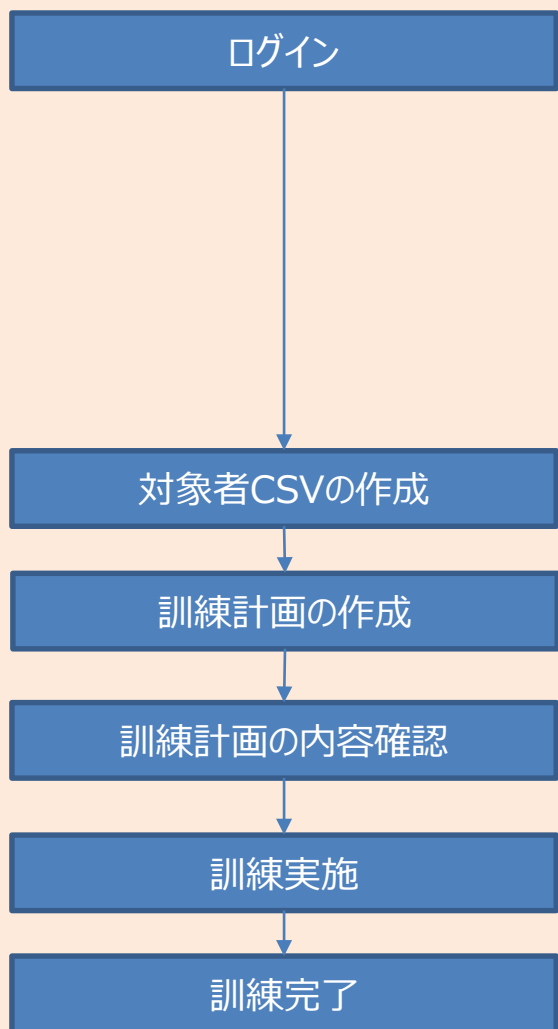 ログイン
対象者CSVの作成
訓練計画の作成
訓練計画の内容確認
訓練実施
訓練完了